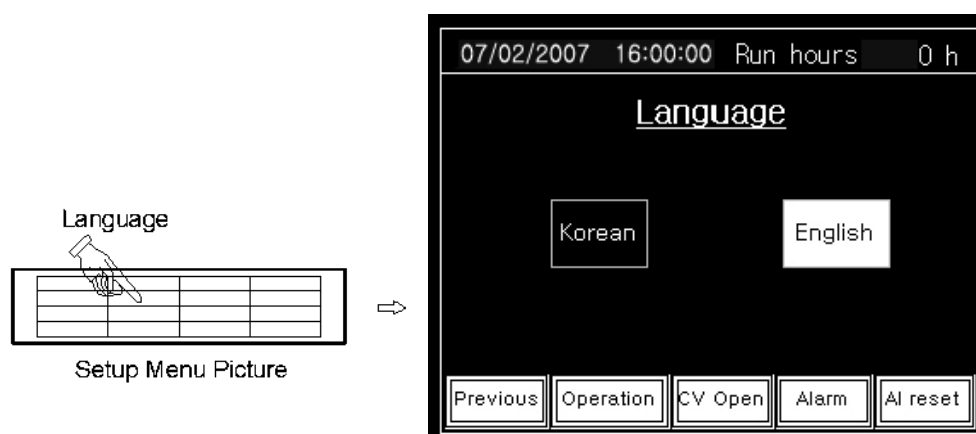 Language
Setup Menu Picture
07/02/2007 16:00:00 Run hours 0 h
Language
Korean English
Previous Operation CV Open Alarm AI reset